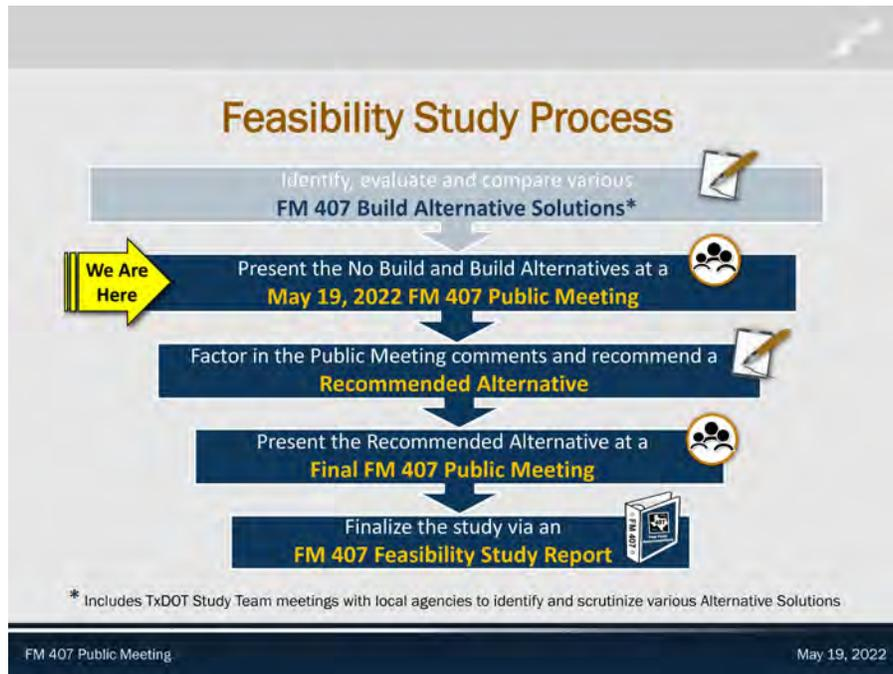 Feasibility Study Process
Identify, evaluate and compare various
FM 407 Build Alternative Solutions*
We Are
Here
Present the No Build and Build Alternatives at a
May 19, 2022 FM 407 Public Meeting
Factor in the Public Meeting comments and recommend a
Recommended Alternative
Present the Recommended Alternative at a
Final FM 407 Public Meeting
Finalize the study via an
FM 407 Feasibility Study Report
FM 407
* Includes TxDOT Study Team meetings with local agencies to identify and scrutinize various Alternative Solutions
FM 407 Public Meeting
May 19, 2022